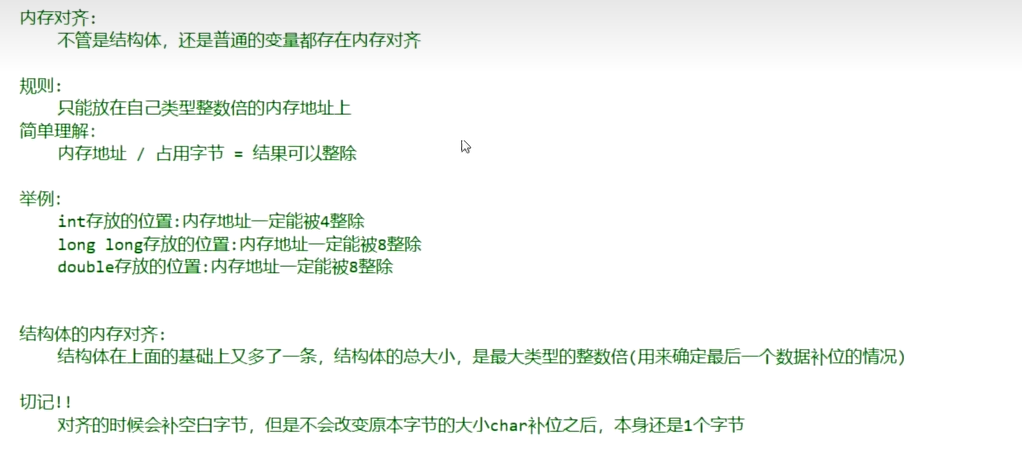 内存对齐:
不管是结构体，还是普通的变量都存在内存对齐
规则:
只能放在自己类型整数倍的内存地址上
简单理解:
内存地址 / 占用字节 = 结果可以整除
举例:
int存放的位置:内存地址一定能被4整除
long long存放的位置:内存地址一定能被8整除
double存放的位置:内存地址一定能被8整除
结构体的内存对齐:
结构体在上面的基础上又多了一条，结构体的总大小，是最大类型的整数倍(用来确定最后一个数据补位的情况)
切记!!
对齐的时候会补空白字节，但是不会改变原本字节的大小char补位之后，本身还是1个字节